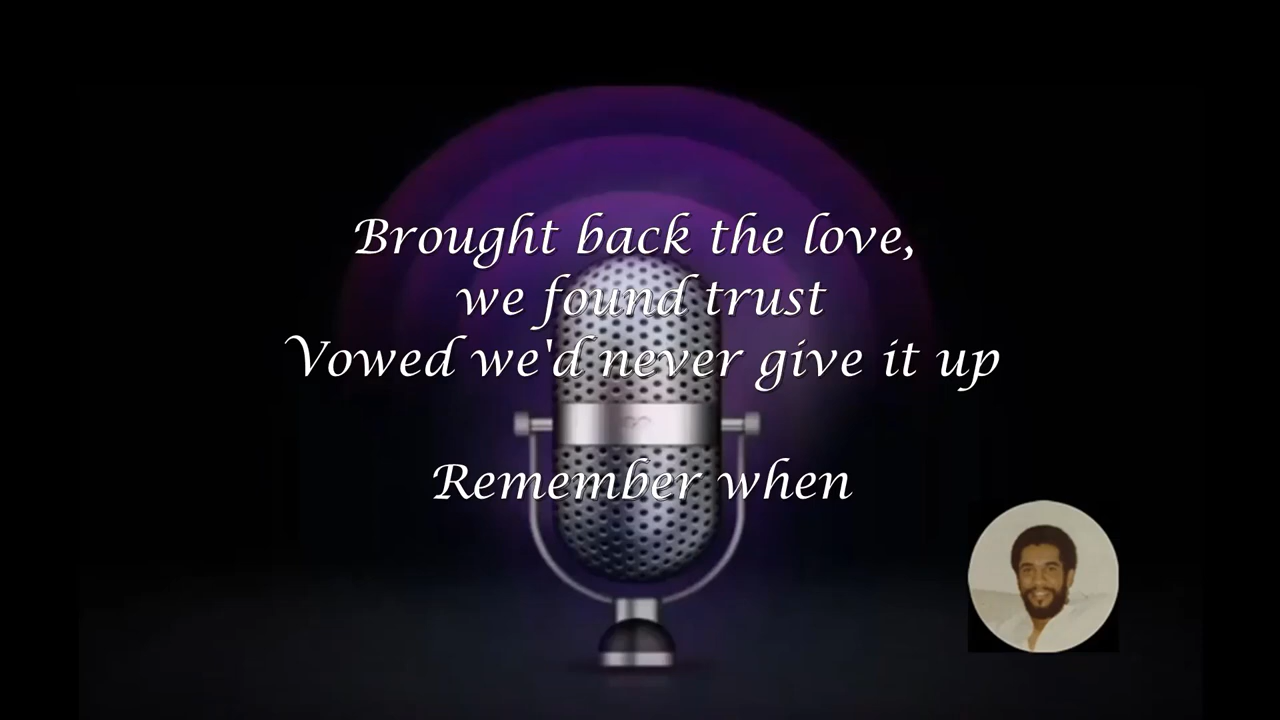 Brought back the love,
we found trust
Vowed we'd never give it up
Remember when